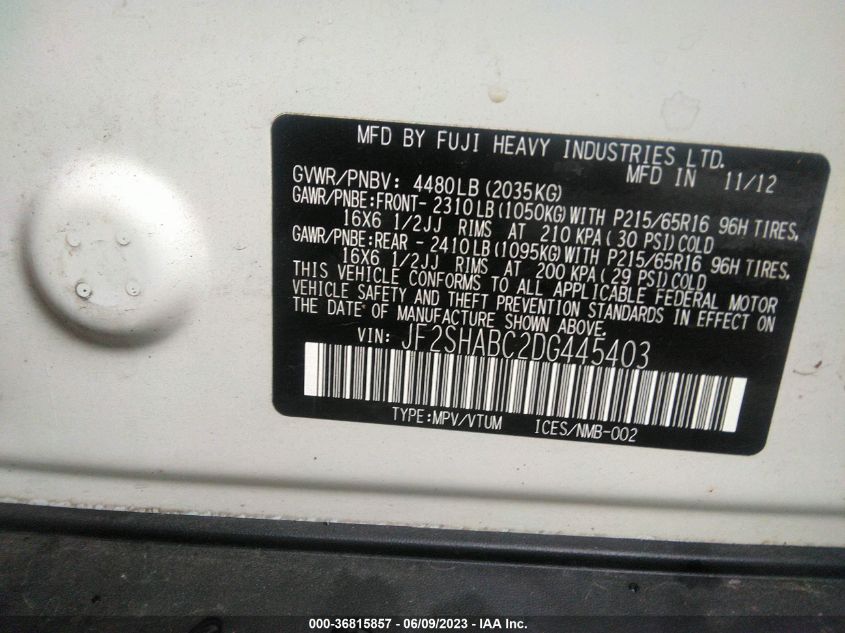 MFD BY FUJI HEAVY INDUSTRIES LTD.
MFD IN 11/12
GVWR/PNBV: 4480LB(2035KG)
GAWR/PNBE:FRONT- 2310LB(1050KG)WITH P215/65R16 96H TIRES,
16X6 1/2JJ RIMS AT 210 KPA(30 PSI)COLD
GAWR/PNBE:REAR - 2410LB(1095KG)WITH P215/65R16 96H TIRES,
16X6 1/2JJ RIMS AT 200 KPA(29 PSI)COLD
THIS VEHICLE CONFORMS TO ALL APPLICABLE FEDERAL MOTOR
VEHICLE SAFETY AND THEFT PREVENTION STANDARDS IN EFFECT ON
THE DATE OF MANUFACTURE SHOWN ABOVE.
VIN: JF2SHABC2DG445403
TYPE:MPV/VTUM ICES/NMB-002
000-36815857 - 06/09/2023 - IAA Inc.